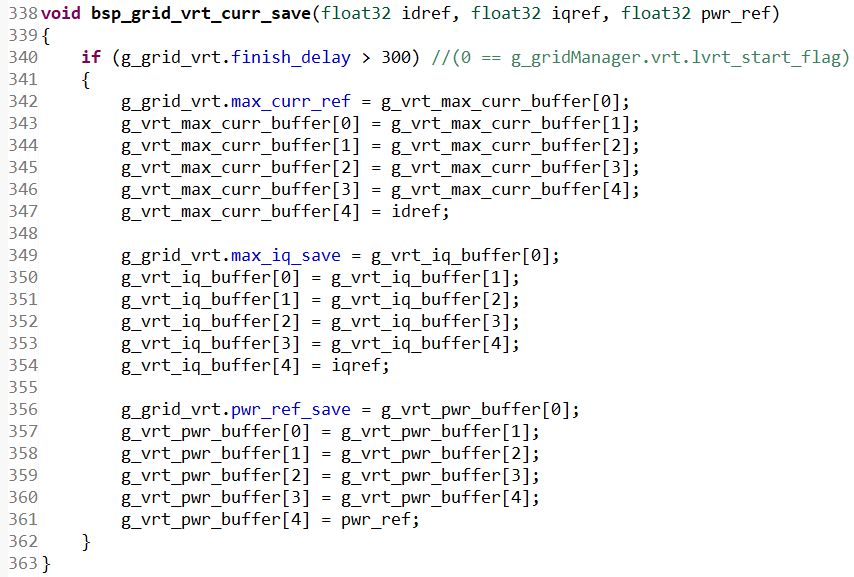 338 void bsp_grid_vrt_curr_save(float32 idref, float32 iqref, float32 pwr_ref)
339 {
340     if (g_grid_vrt.finish_delay > 300) //(0 == g_gridManager.vrt.lvrt_start_flag)
341     {
342         g_grid_vrt.max_curr_ref = g_vrt_max_curr_buffer[0];
343         g_vrt_max_curr_buffer[0] = g_vrt_max_curr_buffer[1];
344         g_vrt_max_curr_buffer[1] = g_vrt_max_curr_buffer[2];
345         g_vrt_max_curr_buffer[2] = g_vrt_max_curr_buffer[3];
346         g_vrt_max_curr_buffer[3] = g_vrt_max_curr_buffer[4];
347         g_vrt_max_curr_buffer[4] = idref;
348
349         g_grid_vrt.max_iq_save = g_vrt_iq_buffer[0];
350         g_vrt_iq_buffer[0] = g_vrt_iq_buffer[1];
351         g_vrt_iq_buffer[1] = g_vrt_iq_buffer[2];
352         g_vrt_iq_buffer[2] = g_vrt_iq_buffer[3];
353         g_vrt_iq_buffer[3] = g_vrt_iq_buffer[4];
354         g_vrt_iq_buffer[4] = iqref;
355
356         g_grid_vrt.pwr_ref_save = g_vrt_pwr_buffer[0];
357         g_vrt_pwr_buffer[0] = g_vrt_pwr_buffer[1];
358         g_vrt_pwr_buffer[1] = g_vrt_pwr_buffer[2];
359         g_vrt_pwr_buffer[2] = g_vrt_pwr_buffer[3];
360         g_vrt_pwr_buffer[3] = g_vrt_pwr_buffer[4];
361         g_vrt_pwr_buffer[4] = pwr_ref;
362     }
363 }